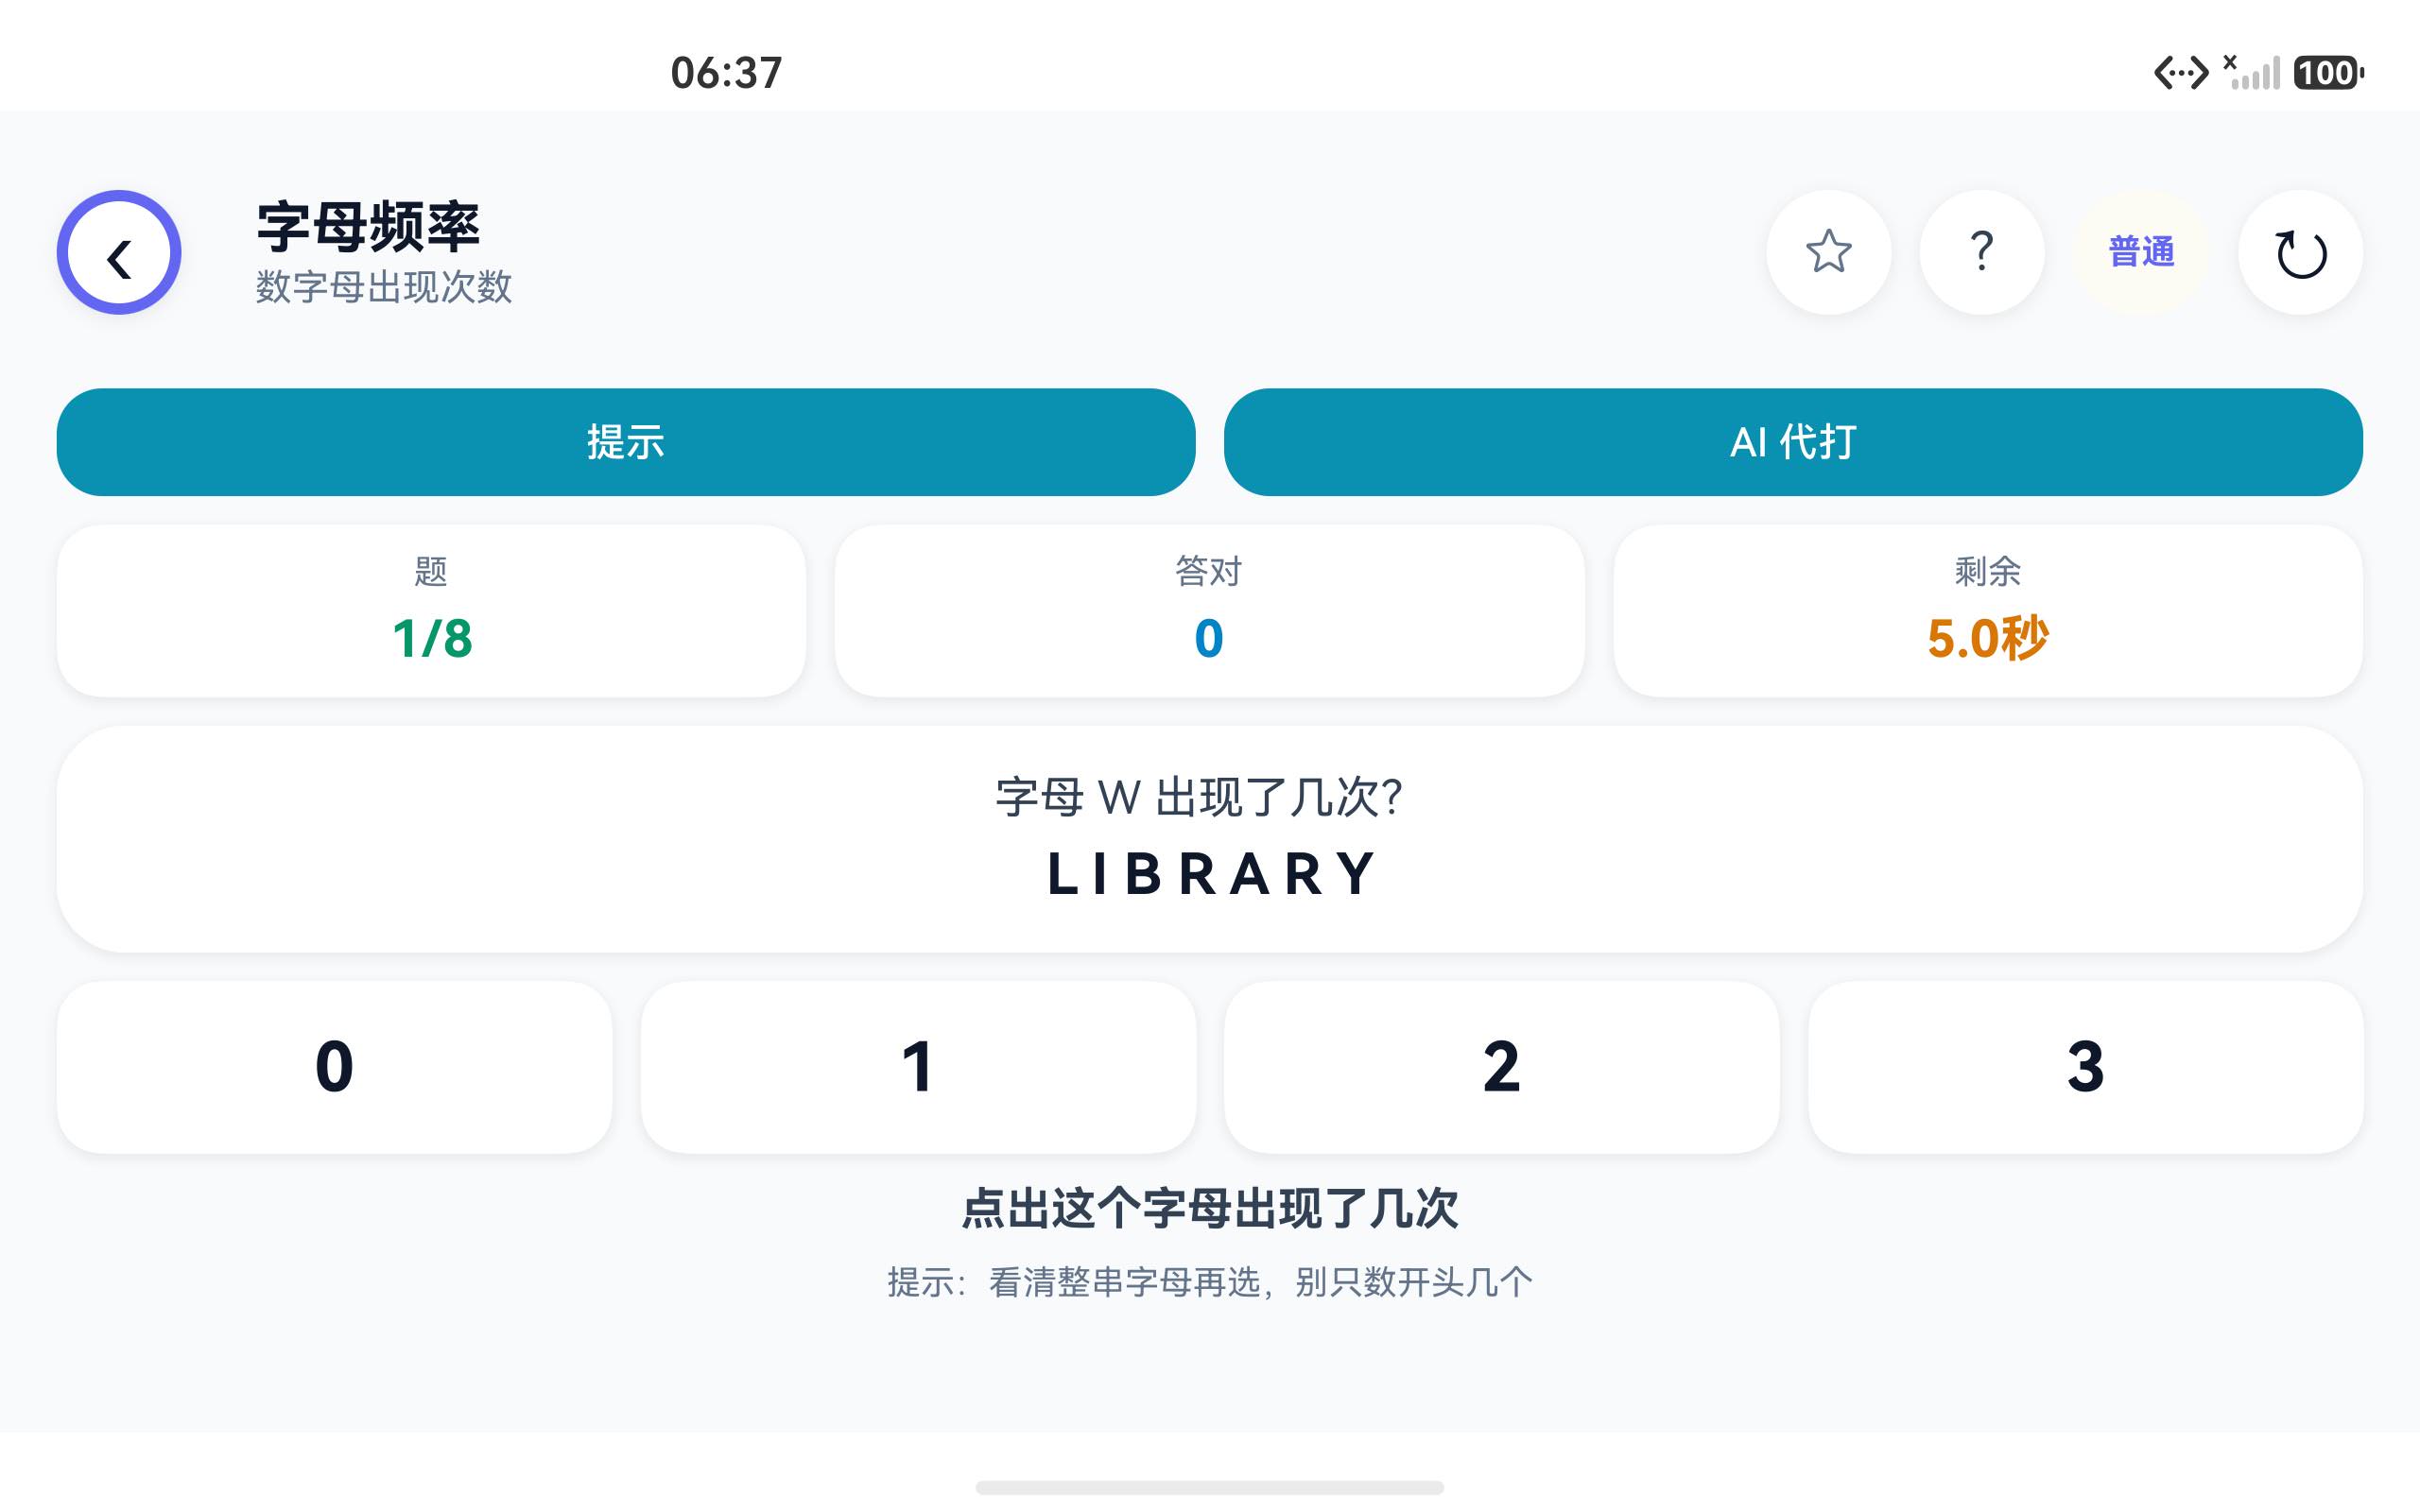 06:37
100
字母频率
数字母出现次数
?
普通
提示
AI 代打
题
答对
剩余
1/8
0
5.0秒
字母 W 出现了几次?
LIBRARY
0
1
2
3
点出这个字母出现了几次
提示：看清整串字母再选，别只数开头几个